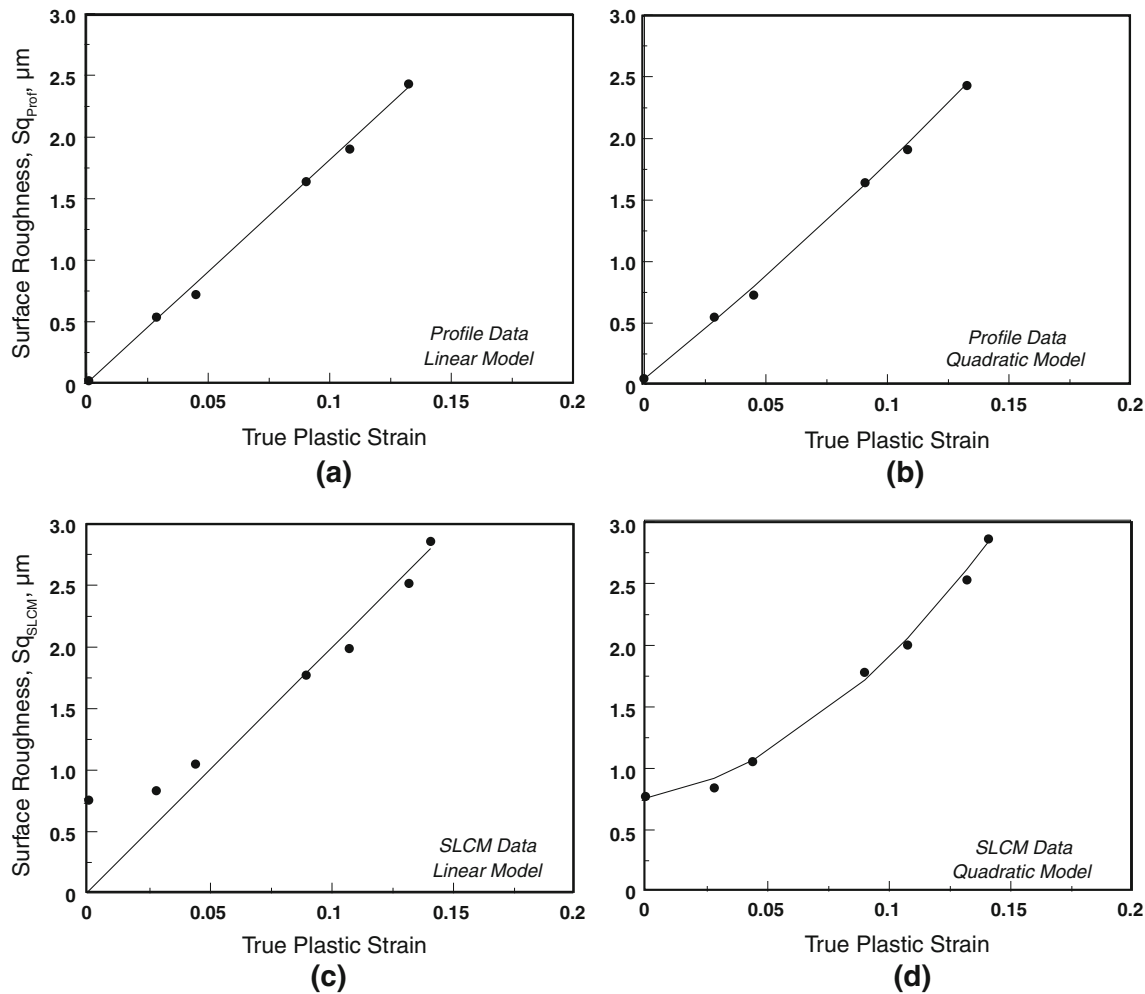 3.0
2.5
2.0
1.5
1.0
0.5
0
Surface Roughness, SqProf, μm
Profile Data
Linear Model
0 0.05 0.1 0.15 0.2
True Plastic Strain
(a)
3.0
2.5
2.0
1.5
1.0
0.5
0
Profile Data
Quadratic Model
0 0.05 0.1 0.15 0.2
True Plastic Strain
(b)
3.0
2.5
2.0
1.5
1.0
0.5
0
Surface Roughness, SqSLCM, μm
SLCM Data
Linear Model
0 0.05 0.1 0.15 0.2
True Plastic Strain
(c)
3.0
2.5
2.0
1.5
1.0
0.5
0
SLCM Data
Quadratic Model
0 0.05 0.1 0.15 0.2
True Plastic Strain
(d)